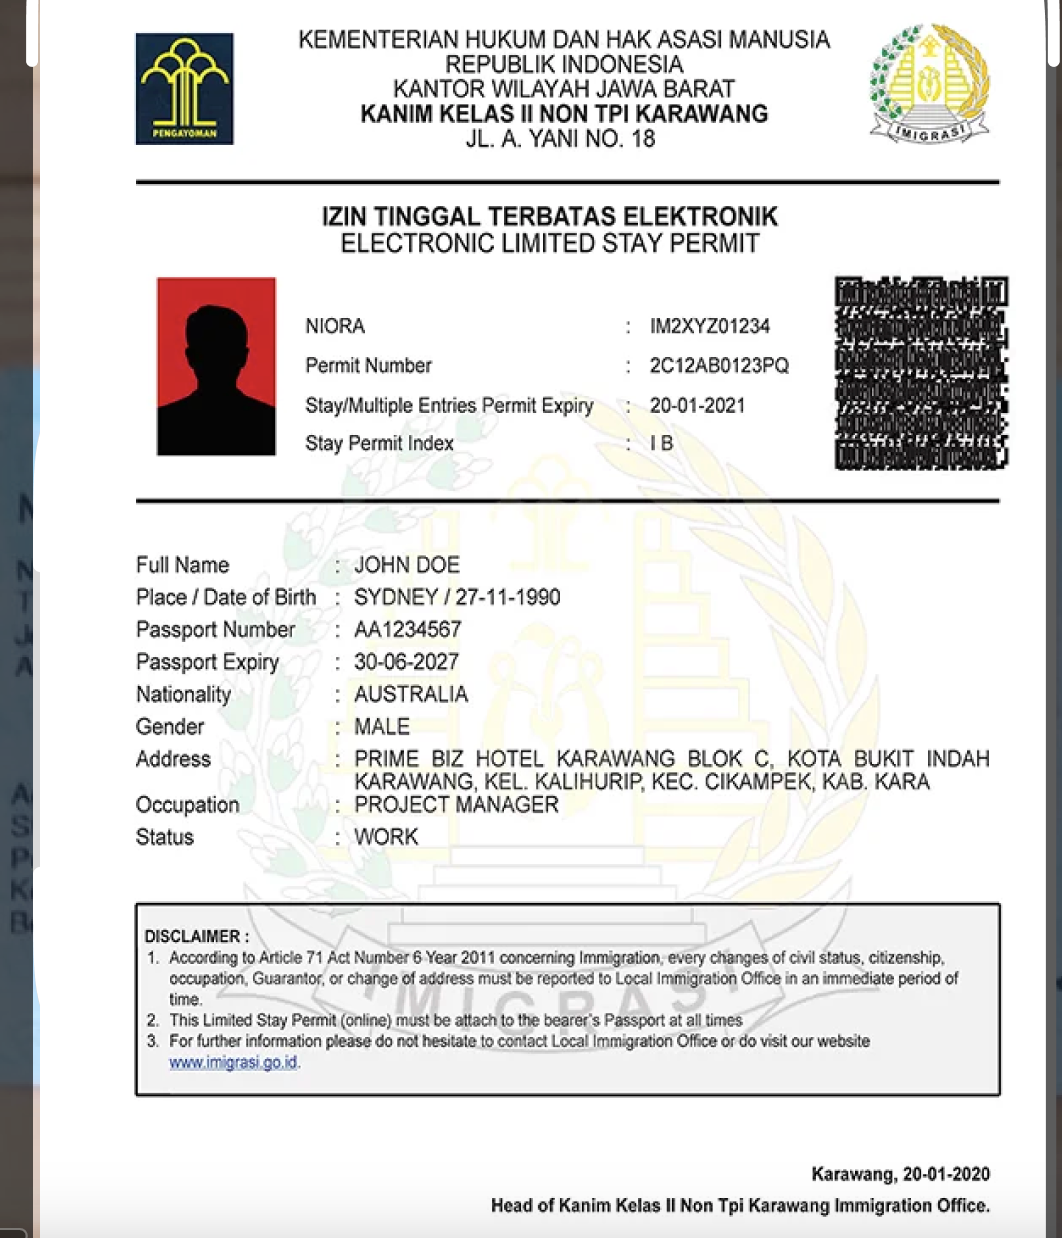 KEMENTERIAN HUKUM DAN HAK ASASI MANUSIA
REPUBLIK INDONESIA
KANTOR WILAYAH JAWA BARAT
KANIM KELAS II NON TPI KARAWANG
JL. A. YANI NO. 18
PENGAYOMAN
IMIGRASI
IZIN TINGGAL TERBATAS ELEKTRONIK
ELECTRONIC LIMITED STAY PERMIT
NIORA : IM2XYZ01234
Permit Number : 2C12AB0123PQ
Stay/Multiple Entries Permit Expiry : 20-01-2021
Stay Permit Index : I B
Full Name : JOHN DOE
Place / Date of Birth : SYDNEY / 27-11-1990
Passport Number : AA1234567
Passport Expiry : 30-06-2027
Nationality : AUSTRALIA
Gender : MALE
Address : PRIME BIZ HOTEL KARAWANG BLOK C, KOTA BUKIT INDAH
KARAWANG, KEL. KALIHURIP, KEC. CIKAMPEK, KAB. KARA
Occupation : PROJECT MANAGER
Status : WORK
DISCLAIMER :
1. According to Article 71 Act Number 6 Year 2011 concerning Immigration, every changes of civil status, citizenship,
occupation, Guarantor, or change of address must be reported to Local Immigration Office in an immediate period of
time.
2. This Limited Stay Permit (online) must be attach to the bearer's Passport at all times
3. For further information please do not hesitate to contact Local Immigration Office or do visit our website
www.imigrasi.go.id.
IMIGRASI
Karawang, 20-01-2020
Head of Kanim Kelas II Non Tpi Karawang Immigration Office.